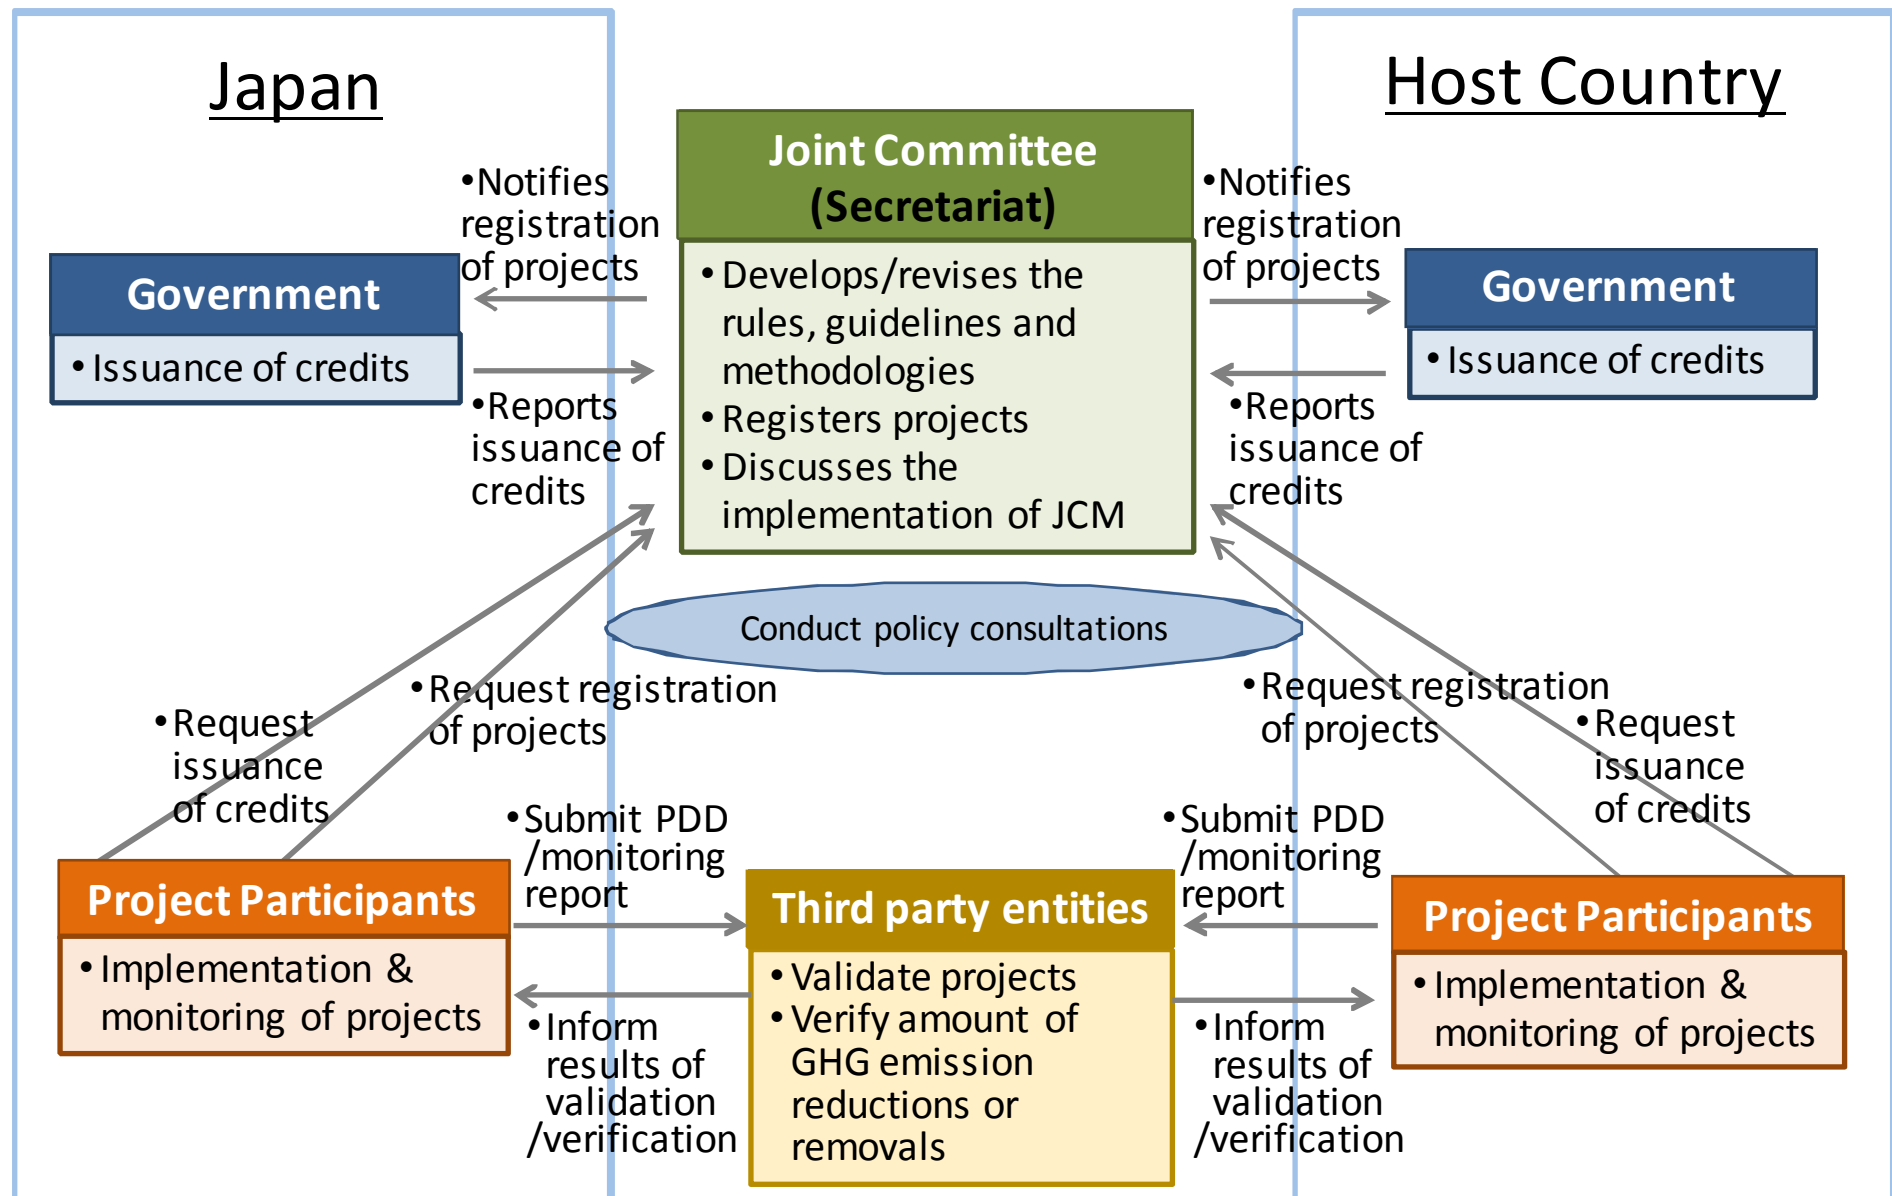 Japan
Host Country
Joint Committee
(Secretariat)
•Notifies
registration
of projects
•Notifies
registration
of projects
Government
• Issuance of credits
• Develops/revises the
rules, guidelines and
methodologies
• Registers projects
• Discusses the
implementation of JCM
Government
• Issuance of credits
•Reports
issuance of
credits
•Reports
issuance of
credits
Conduct policy consultations
•Request
issuance
of credits
•Request registration
of projects
•Request registration
of projects
•Request
issuance
of credits
•Submit PDD
/monitoring
report
•Submit PDD
/monitoring
report
Project Participants
• Implementation &
monitoring of projects
Third party entities
• Validate projects
• Verify amount of
GHG emission
reductions or
removals
Project Participants
• Implementation &
monitoring of projects
•Inform
results of
validation
/verification
•Inform
results of
validation
/verification